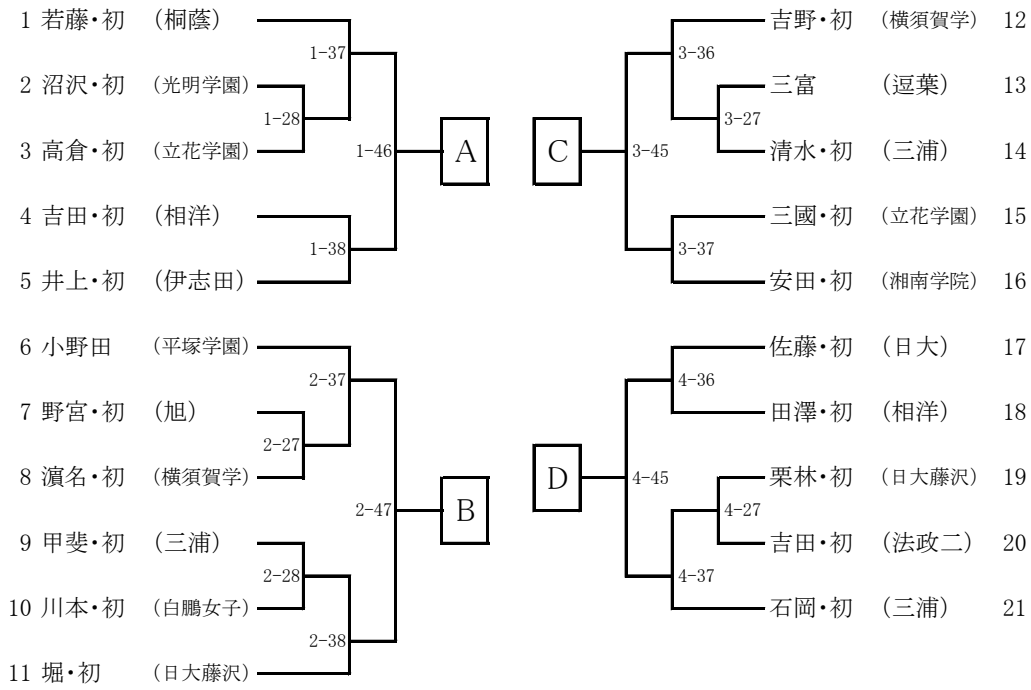 1 若藤・初 (桐蔭)
1-37
2 沼沢・初 (光明学園)
1-28
3 高倉・初 (立花学園)
1-46
A
4 吉田・初 (相洋)
1-38
5 井上・初 (伊志田)
6 小野田 (平塚学園)
2-37
7 野宮・初 (旭)
2-27
8 濵名・初 (横須賀学)
2-47
B
9 甲斐・初 (三浦)
2-28
10 川本・初 (白鵬女子)
2-38
11 堀・初 (日大藤沢)
吉野・初 (横須賀学) 12
3-36
三富 (逗葉) 13
3-27
清水・初 (三浦) 14
C
3-45
三國・初 (立花学園) 15
3-37
安田・初 (湘南学院) 16
佐藤・初 (日大) 17
4-36
田澤・初 (相洋) 18
D
4-45
栗林・初 (日大藤沢) 19
4-27
吉田・初 (法政二) 20
4-37
石岡・初 (三浦) 21